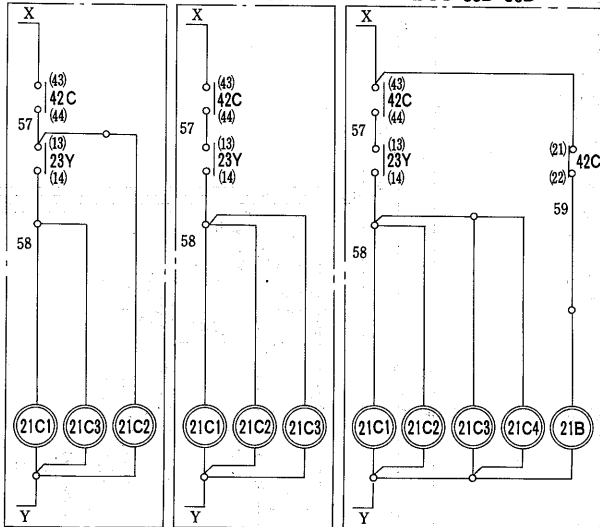 X
(43)
42C
(44)
57
(13)
23Y
(14)
58
21C1 21C3 21C2
Y
X
(43)
42C
(44)
57
(13)
23Y
(14)
58
21C1 21C2 21C3
Y
X
(43)
42C
(44)
57
(13)
23Y
(14)
58
(21)
42C
(22)
59
21C1 21C2 21C3 21C4 21B
Y